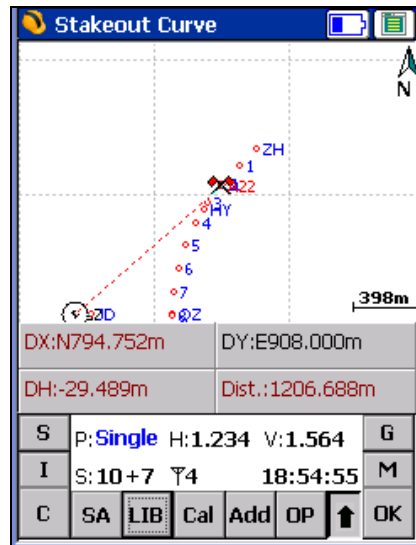 Stakeout Curve
N
ZH
1
22
3
HY
4
5
6
7
QZ
398m
DX:N794.752m DY:E908.000m
DH:-29.489m Dist.:1206.688m
S P:Single H:1.234 V:1.564 G
I S:10+7 4 18:54:55 M
C SA LIB Cal Add OP OK